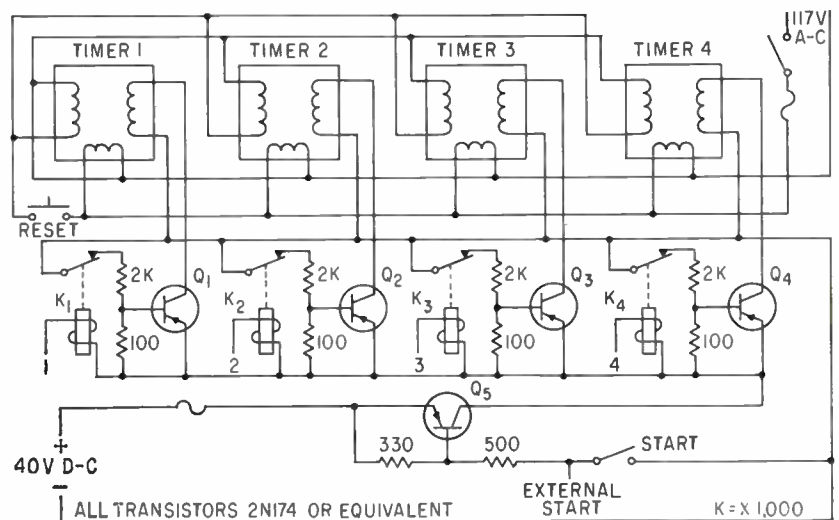 117V
A-C
TIMER 1
TIMER 2
TIMER 3
TIMER 4
RESET
K1
2K
Q1
100
1
K2
2K
Q2
100
2
K3
2K
Q3
100
3
K4
2K
Q4
100
4
Q5
40V D-C
+
−
330
500
START
EXTERNAL
START
ALL TRANSISTORS 2N174 OR EQUIVALENT
K=X 1,000